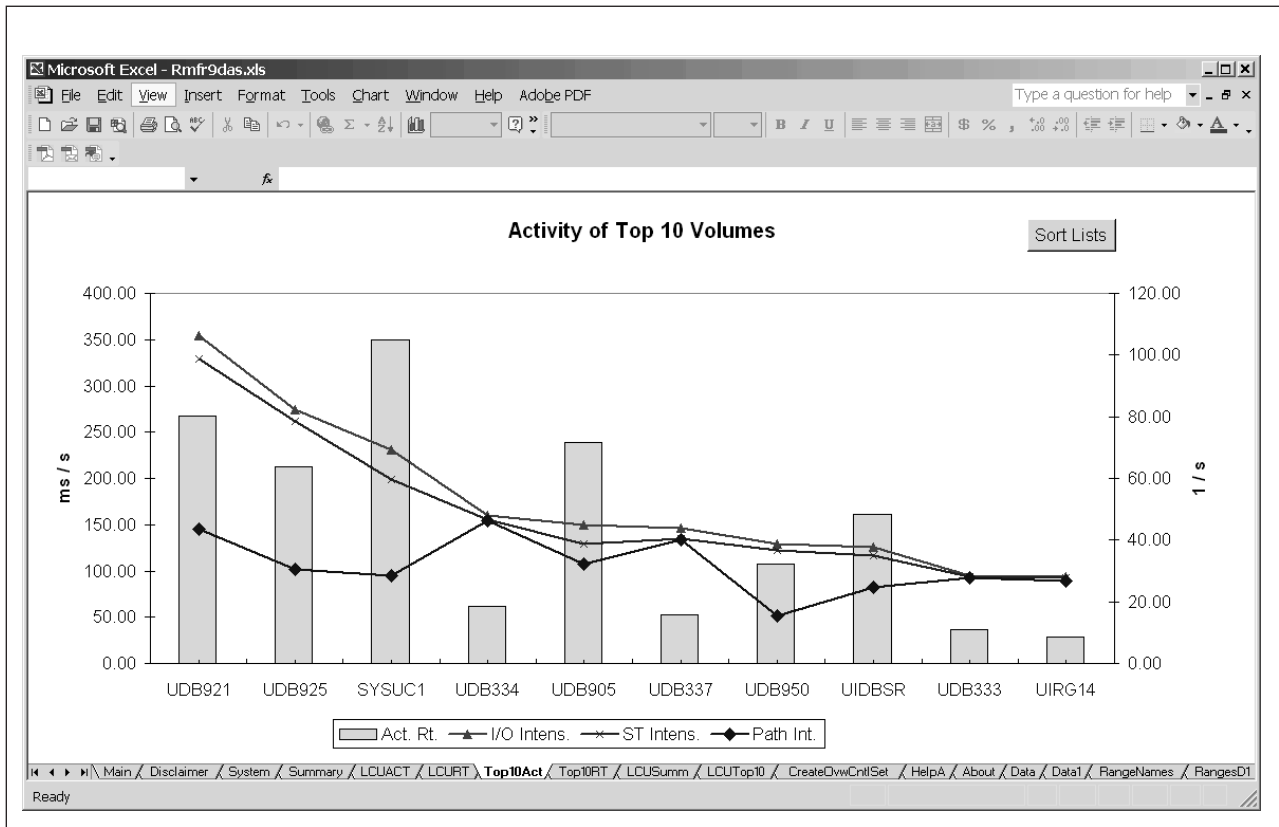 Microsoft Excel - Rmfr9das.xls
File Edit View Insert Format Tools Chart Window Help Adobe PDF
Type a question for help
B I U $ % ,
fx
Activity of Top 10 Volumes
Sort Lists
400.00 120.00
350.00
100.00
300.00
80.00
250.00
ms / s
200.00 60.00
1 / s
150.00
40.00
100.00
20.00
50.00
0.00 0.00
UDB921 UDB925 SYSUC1 UDB334 UDB905 UDB337 UDB950 UIDBSR UDB333 UIRG14
Act. Rt. I/O Intens. ST Intens. Path Int.
Main / Disclaimer / System / Summary / LCUACT / LCURT \ Top10Act / Top10RT / LCUSumm / LCUTop10 / CreateOvwCntlSet / HelpA / About / Data / Data1 / RangeNames / RangesD1
Ready